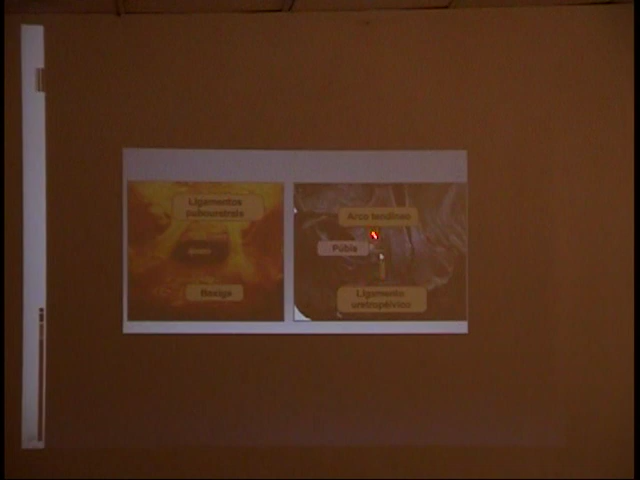 Ligamentos
pubouretrais
Bexiga
Arco tendíneo
Púbis
Ligamento
uretropélvico